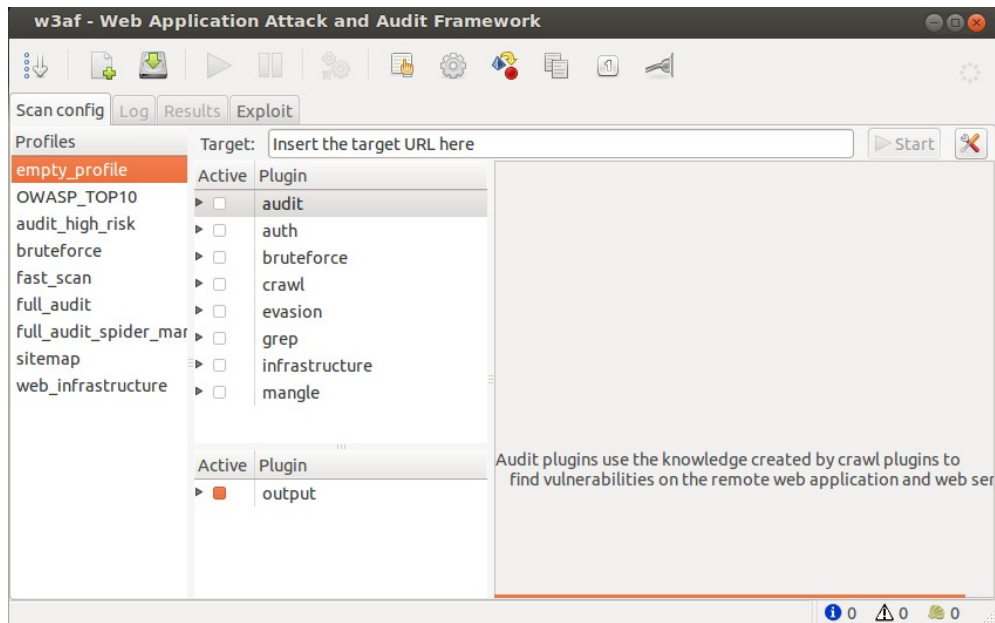 w3af - Web Application Attack and Audit Framework
Scan config Log Results Exploit
Profiles
empty_profile
OWASP_TOP10
audit_high_risk
bruteforce
fast_scan
full_audit
full_audit_spider_mar
sitemap
web_infrastructure
Target: Insert the target URL here Start
Active Plugin
audit
auth
bruteforce
crawl
evasion
grep
infrastructure
mangle
Active Plugin
output
Audit plugins use the knowledge created by crawl plugins to
find vulnerabilities on the remote web application and web ser
0 0 0